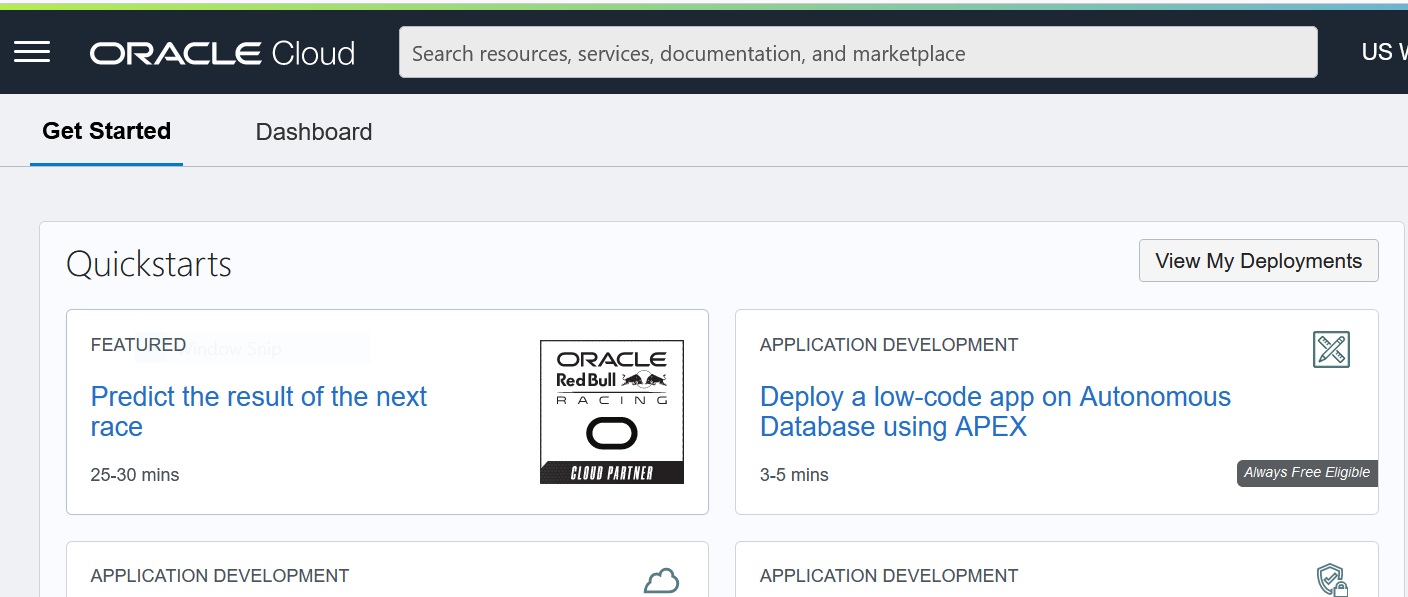 ORACLE Cloud
Search resources, services, documentation, and marketplace
US W
Get Started
Dashboard
Quickstarts
View My Deployments
FEATURED
Window Snip
Predict the result of the next
race
25-30 mins
ORACLE
Red Bull
RACING
CLOUD PARTNER
APPLICATION DEVELOPMENT
Deploy a low-code app on Autonomous
Database using APEX
3-5 mins
Always Free Eligible
APPLICATION DEVELOPMENT
APPLICATION DEVELOPMENT